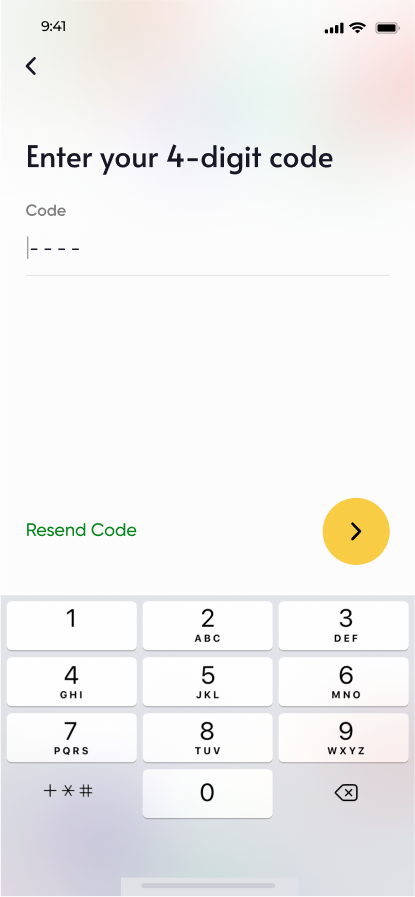 9:41
Enter your 4-digit code
Code
----
Resend Code
1
2
ABC
3
DEF
4
GHI
5
JKL
6
MNO
7
PQRS
8
TUV
9
WXYZ
+*#
0